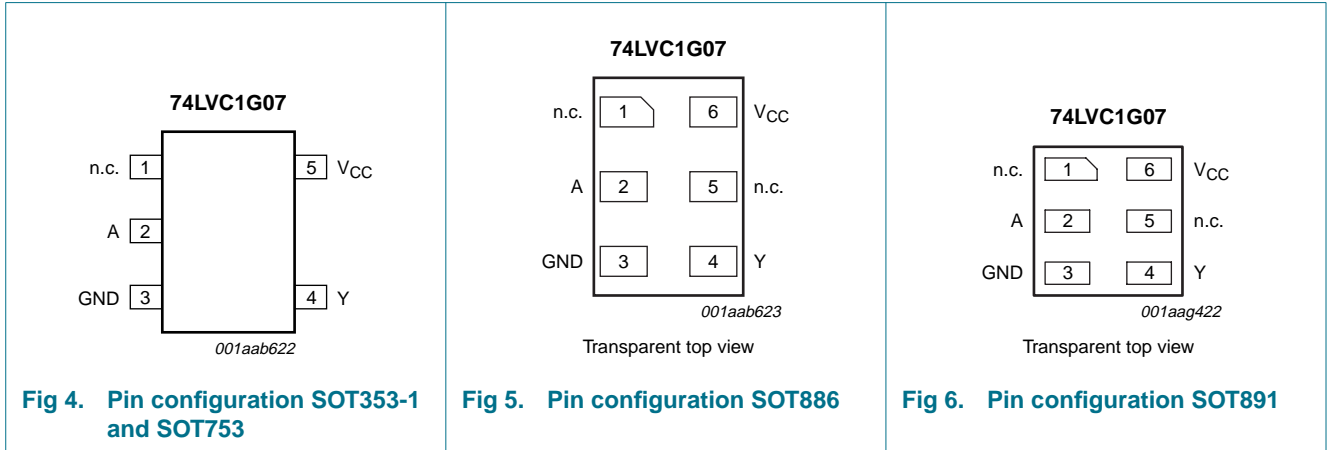 74LVC1G07
n.c. 1 5 VCC
A 2
GND 3 4 Y
001aab622
Fig 4. Pin configuration SOT353-1
and SOT753
74LVC1G07
n.c. 1 6 VCC
A 2 5 n.c.
GND 3 4 Y
001aab623
Transparent top view
Fig 5. Pin configuration SOT886
74LVC1G07
n.c. 1 6 VCC
A 2 5 n.c.
GND 3 4 Y
001aag422
Transparent top view
Fig 6. Pin configuration SOT891